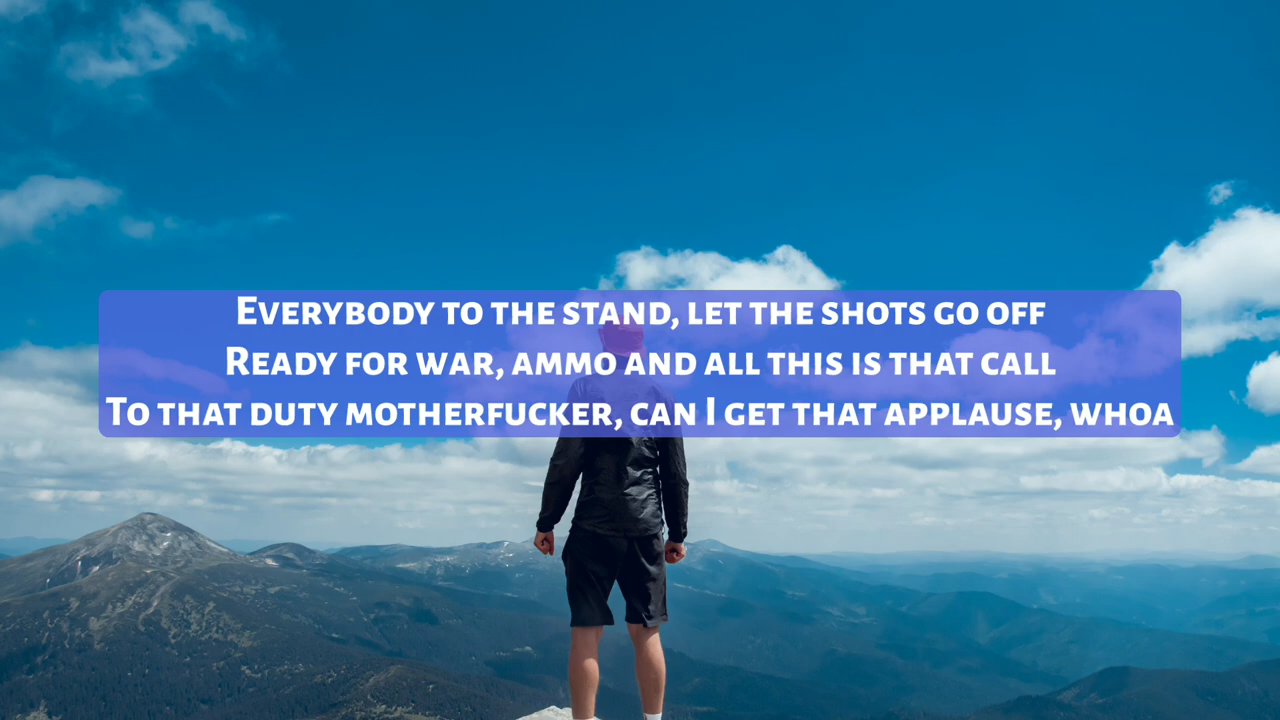 Everybody to the stand, let the shots go off
Ready for war, ammo and all this is that call
To that duty motherfucker, can I get that applause, whoa